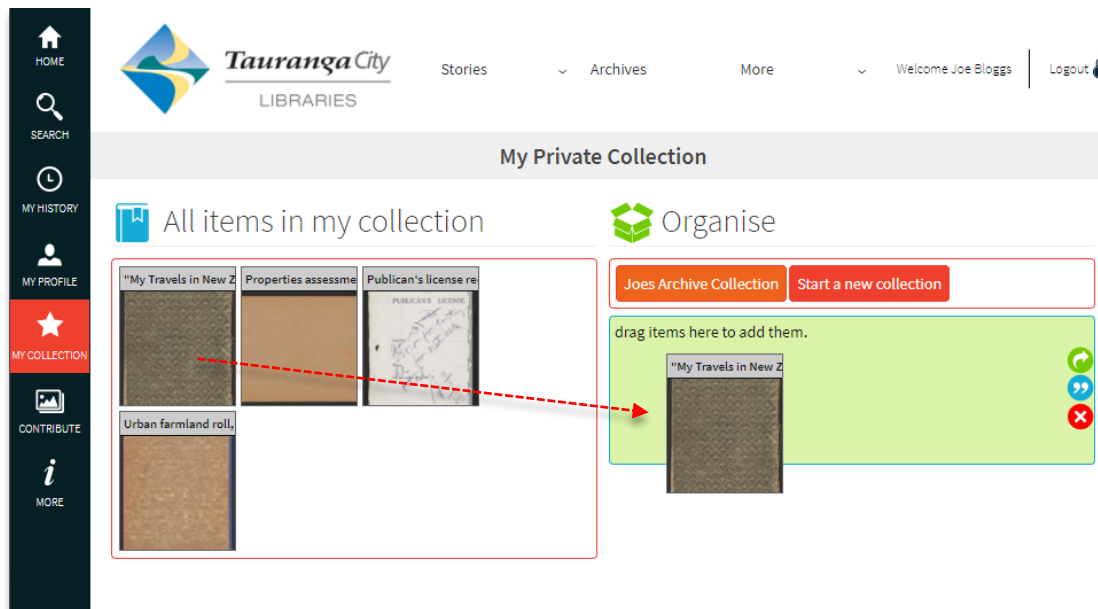 HOME
SEARCH
MY HISTORY
MY PROFILE
MY COLLECTION
CONTRIBUTE
MORE
Tauranga City
LIBRARIES
Stories
Archives
More
Welcome Joe Bloggs
Logout
My Private Collection
All items in my collection
"My Travels in New Z
Properties assessme
Publican's license re
PUBLICAN'S LICENSE
Urban farmland roll,
Organise
Joes Archive Collection
Start a new collection
drag items here to add them.
"My Travels in New Z